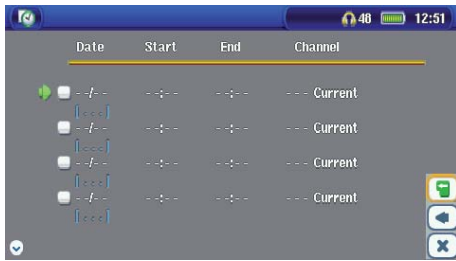 48 12:51
Date Start End Channel
--/-- --:-- --:-- --- Current
[...]
--/-- --:-- --:-- --- Current
[...]
--/-- --:-- --:-- --- Current
[...]
--/-- --:-- --:-- --- Current
[...]